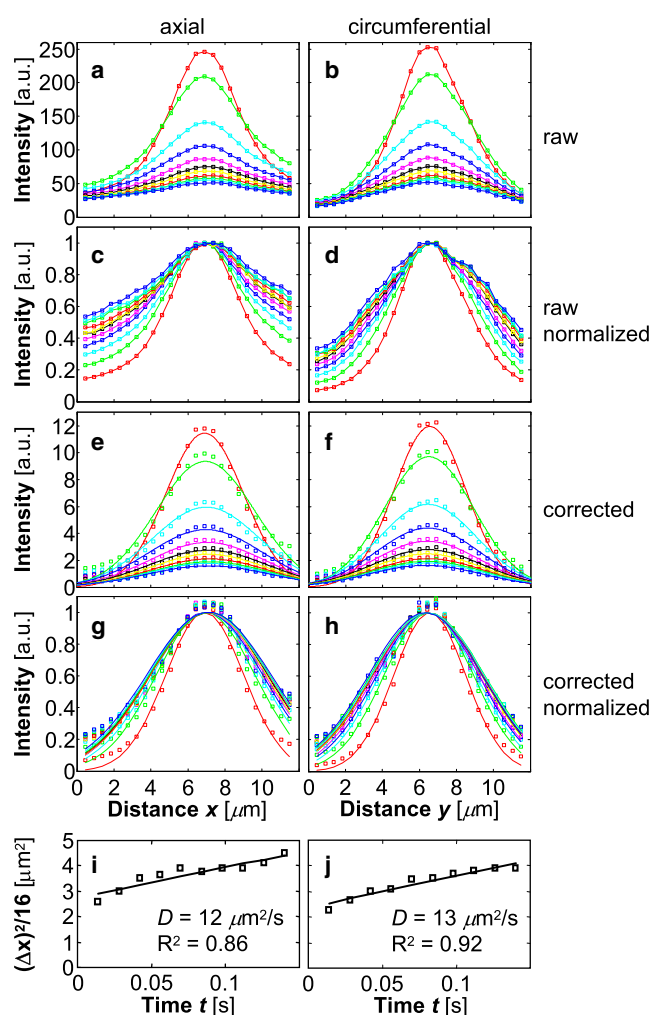 axial circumferential
a b
250
200
150
100
50
0
Intensity [a.u.]
raw
c d
1
0.8
0.6
0.4
0.2
0
Intensity [a.u.]
raw
normalized
e f
12
10
8
6
4
2
0
Intensity [a.u.]
corrected
g h
1
0.8
0.6
0.4
0.2
0
Intensity [a.u.]
corrected
normalized
0 2 4 6 8 10 0 2 4 6 8 10
Distance x [μm] Distance y [μm]
i j
5
4
3
2
1
0
(Δx)²/16 [μm²]
D = 12 μm²/s D = 13 μm²/s
R² = 0.86 R² = 0.92
0 0.05 0.1 0 0.05 0.1
Time t [s] Time t [s]